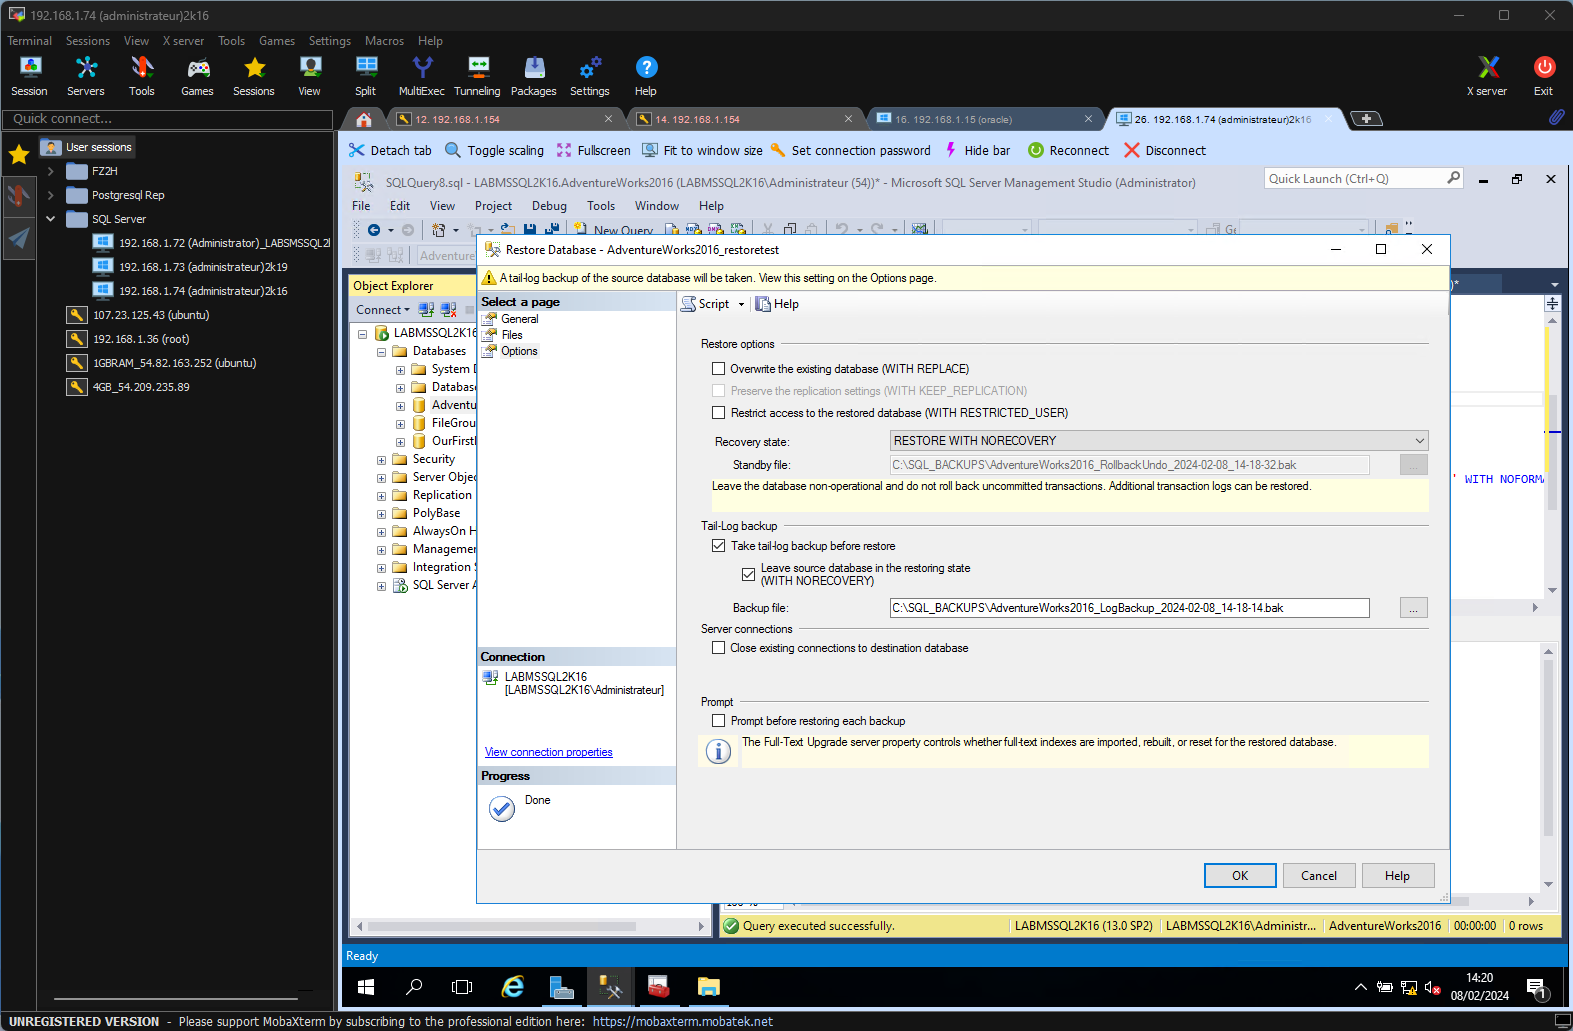 192.168.1.74 (administrateur)2k16
Terminal Sessions View X server Tools Games Settings Macros Help
Session Servers Tools Games Sessions View Split MultiExec Tunneling Packages Settings Help X server Exit
Quick connect...
12. 192.168.1.154 14. 192.168.1.154 16. 192.168.1.15 (oracle) 26. 192.168.1.74 (administrateur)2k16
User sessions
FZ2H
Postgresql Rep
SQL Server
192.168.1.72 (Administrator)_LABSMSSQL2l
192.168.1.73 (administrateur)2k19
192.168.1.74 (administrateur)2k16
107.23.125.43 (ubuntu)
192.168.1.36 (root)
1GBRAM_54.82.163.252 (ubuntu)
4GB_54.209.235.89
Detach tab Toggle scaling Fullscreen Fit to window size Set connection password Hide bar Reconnect Disconnect
SQLQuery8.sql - LABMSSQL2K16.AdventureWorks2016 (LABMSSQL2K16\Administrateur (54))* - Microsoft SQL Server Management Studio (Administrator)
Quick Launch (Ctrl+Q)
File Edit View Project Debug Tools Window Help
New Query
Adventure
Object Explorer
Connect
LABMSSQL2K16
Databases
System D
Database
Adventu
FileGrou
OurFirstI
Security
Server Objec
Replication
PolyBase
AlwaysOn H
Managemen
Integration S
SQL Server A
Restore Database - AdventureWorks2016_restoretest
A tail-log backup of the source database will be taken. View this setting on the Options page.
Select a page
General
Files
Options
Script Help
Restore options
Overwrite the existing database (WITH REPLACE)
Preserve the replication settings (WITH KEEP_REPLICATION)
Restrict access to the restored database (WITH RESTRICTED_USER)
Recovery state: RESTORE WITH NORECOVERY
Standby file: C:\SQL_BACKUPS\AdventureWorks2016_RollbackUndo_2024-02-08_14-18-32.bak ...
Leave the database non-operational and do not roll back uncommitted transactions. Additional transaction logs can be restored.
Tail-Log backup
Take tail-log backup before restore
Leave source database in the restoring state
(WITH NORECOVERY)
Backup file: C:\SQL_BACKUPS\AdventureWorks2016_LogBackup_2024-02-08_14-18-14.bak ...
Server connections
Close existing connections to destination database
Prompt
Prompt before restoring each backup
The Full-Text Upgrade server property controls whether full-text indexes are imported, rebuilt, or reset for the restored database.
Connection
LABMSSQL2K16
[LABMSSQL2K16\Administrateur]
View connection properties
Progress
Done
OK Cancel Help
' WITH NOFORMA
Query executed successfully. LABMSSQL2K16 (13.0 SP2) LABMSSQL2K16\Administr... AdventureWorks2016 00:00:00 0 rows
Ready
14:20
08/02/2024
1
UNREGISTERED VERSION - Please support MobaXterm by subscribing to the professional edition here: https://mobaxterm.mobatek.net